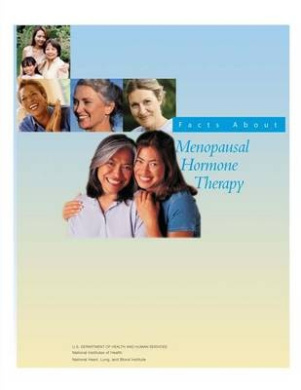 Facts About
Menopausal
Hormone
Therapy
U.S. DEPARTMENT OF HEALTH AND HUMAN SERVICES
National Institutes of Health
National Heart, Lung, and Blood Institute